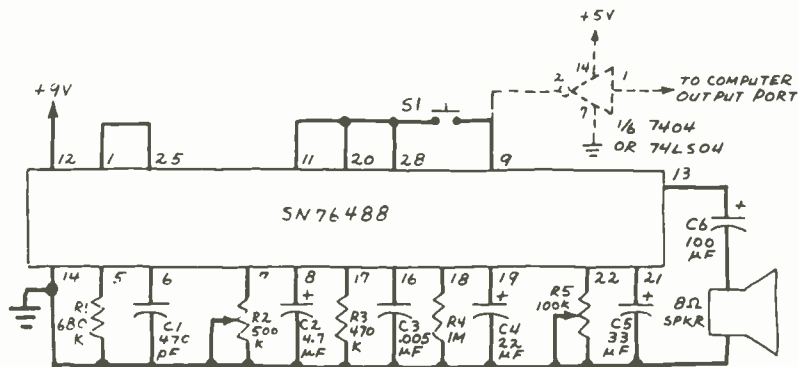 +5V
14
2
1
TO COMPUTER
OUTPUT PORT
7
1/6 7404
OR 74LS04
+9V
S1
12
1
25
11
20
28
9
13
SN76488
+
C6
100
µF
14
5
6
7
8
17
16
18
19
22
21
8Ω
SPKR
R1
680
K
C1
470
pF
R2
500
K
+
C2
4.7
µF
R3
470
K
C3
.005
µF
R4
1M
+
C4
22
µF
R5
100K
+
C5
33
µF